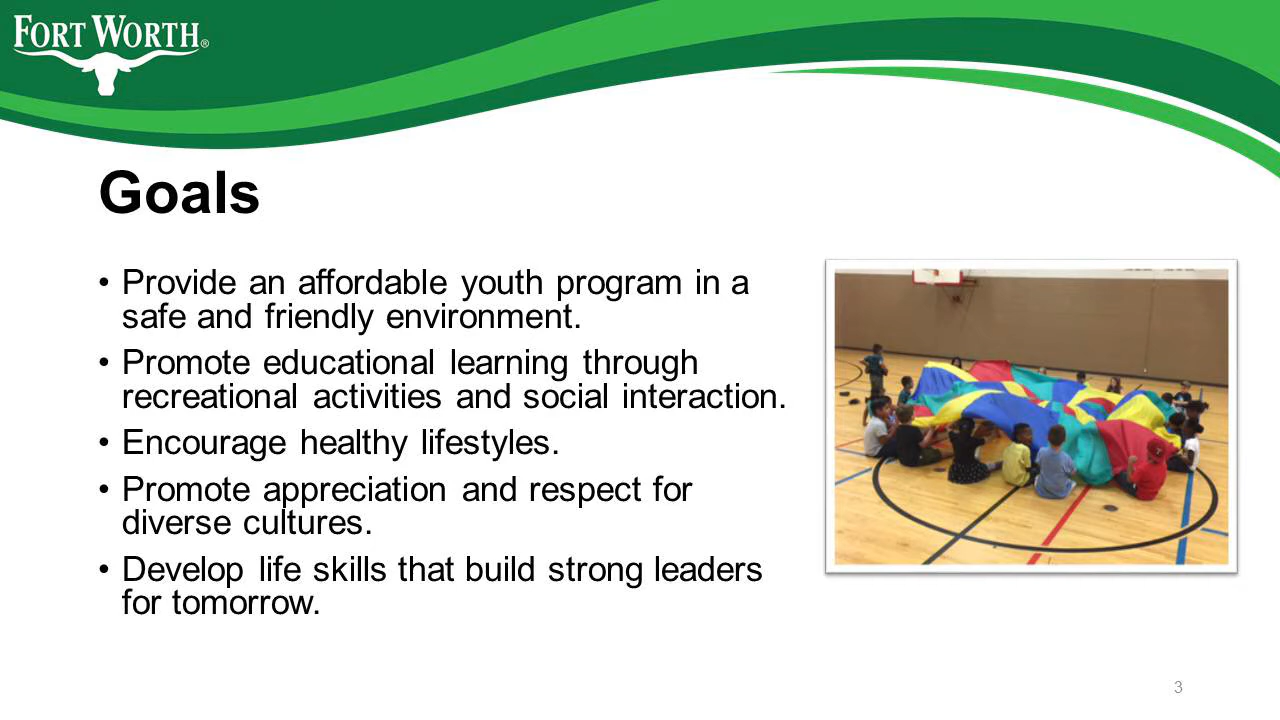 FORT WORTH®
Goals
• Provide an affordable youth program in a
safe and friendly environment.
• Promote educational learning through
recreational activities and social interaction.
• Encourage healthy lifestyles.
• Promote appreciation and respect for
diverse cultures.
• Develop life skills that build strong leaders
for tomorrow.
3